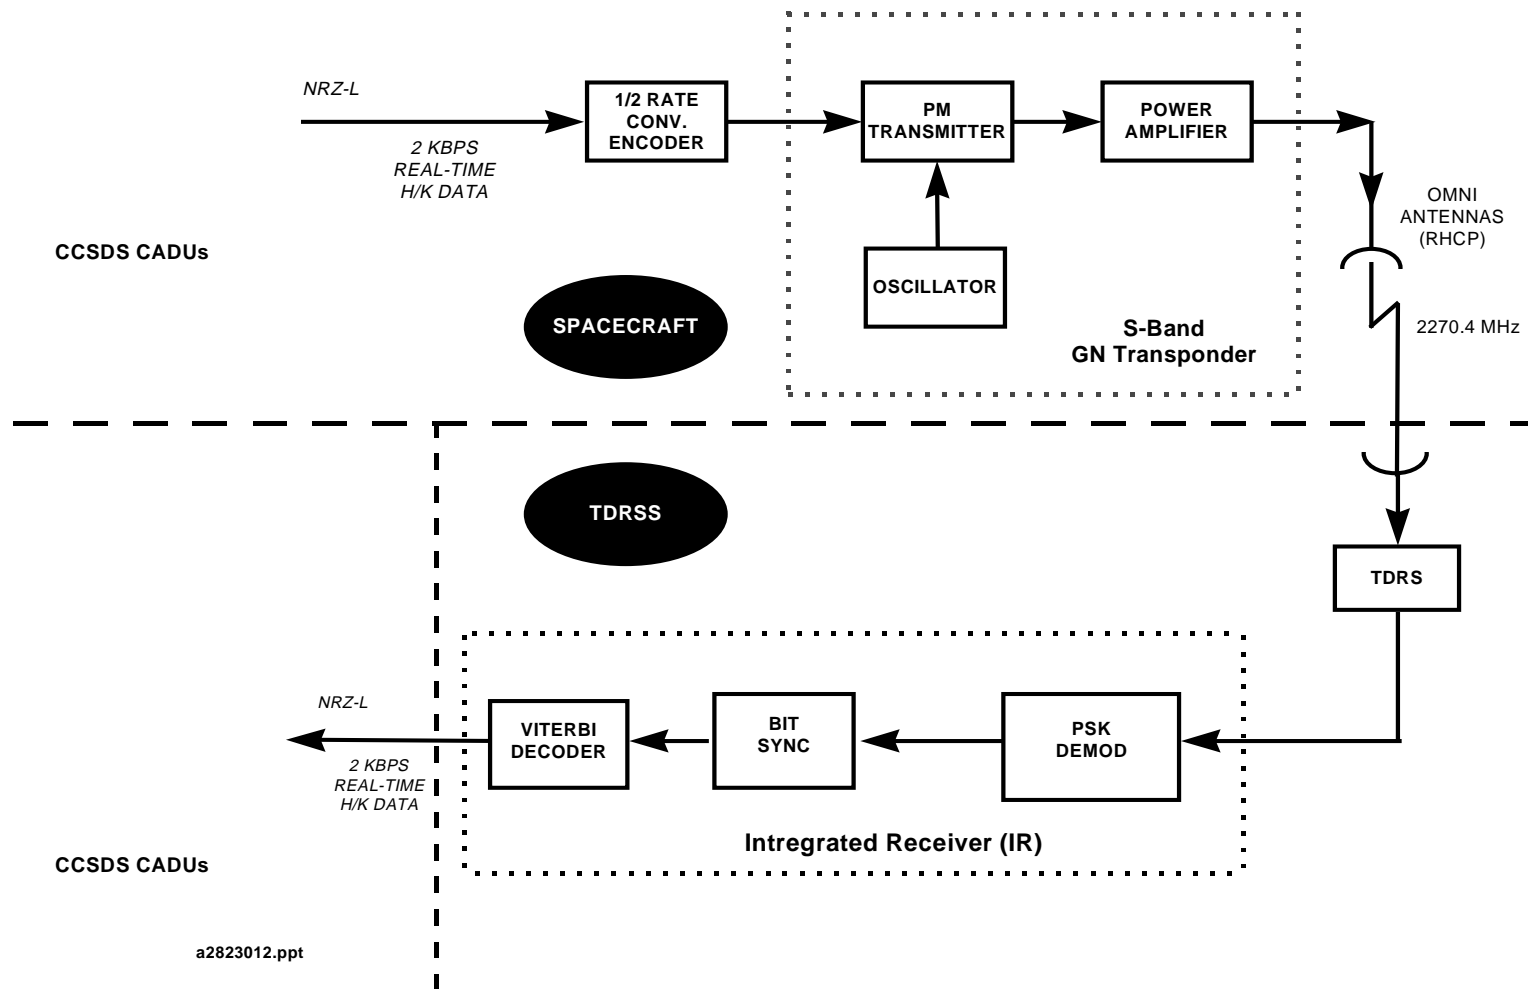 NRZ-L
2 KBPS
REAL-TIME
H/K DATA
1/2 RATE
CONV.
ENCODER
PM
TRANSMITTER
POWER
AMPLIFIER
OMNI
ANTENNAS
(RHCP)
CCSDS CADUs
OSCILLATOR
SPACECRAFT
S-Band
GN Transponder
2270.4 MHz
TDRSS
TDRS
NRZ-L
2 KBPS
REAL-TIME
H/K DATA
VITERBI
DECODER
BIT
SYNC
PSK
DEMOD
Intregrated Receiver (IR)
CCSDS CADUs
a2823012.ppt